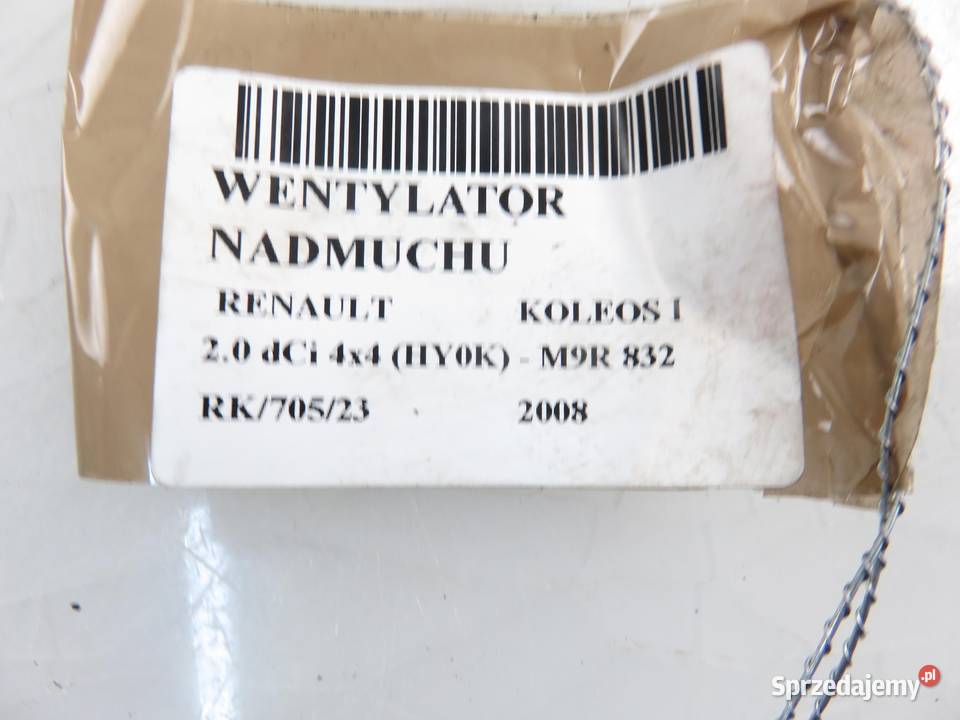 WENTYLATOR
NADMUCHU
RENAULT KOLEOS I
2.0 dCi 4x4 (HY0K) - M9R 832
RK/705/23 2008
Sprzedajemy.pl